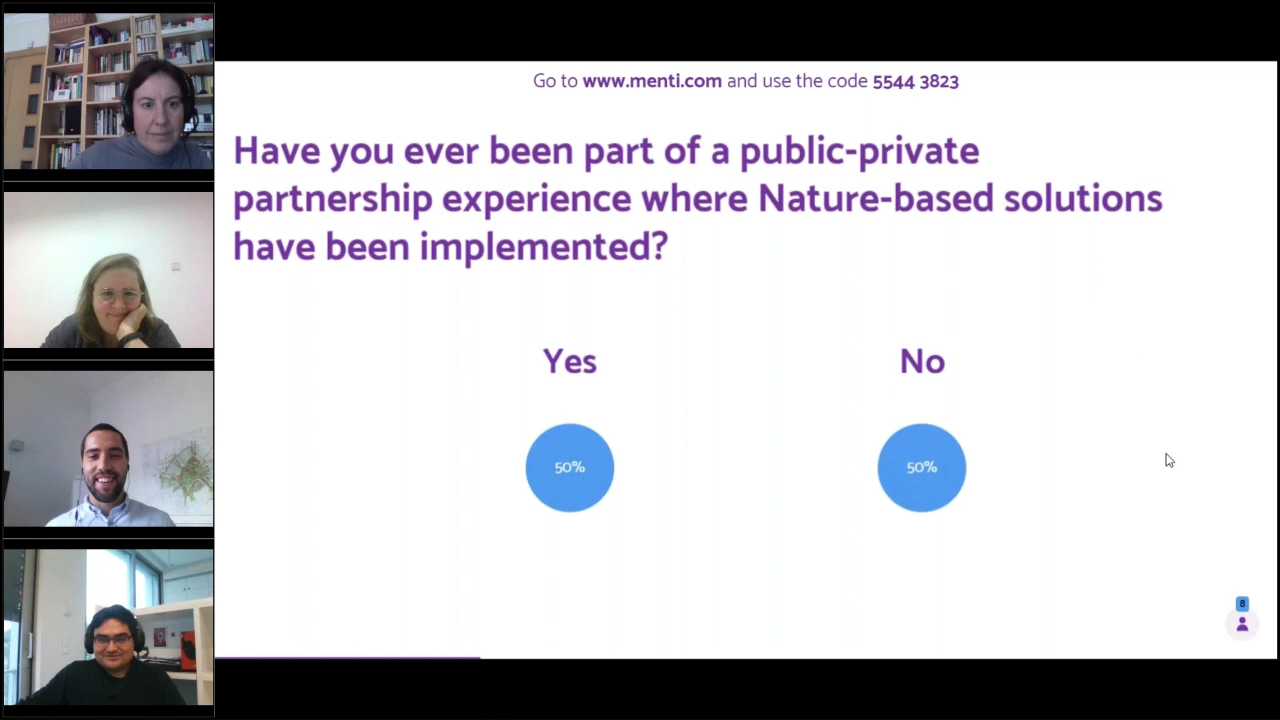 Go to www.menti.com and use the code 5544 3823
Have you ever been part of a public-private
partnership experience where Nature-based solutions
have been implemented?
Yes
No
50%
50%
8